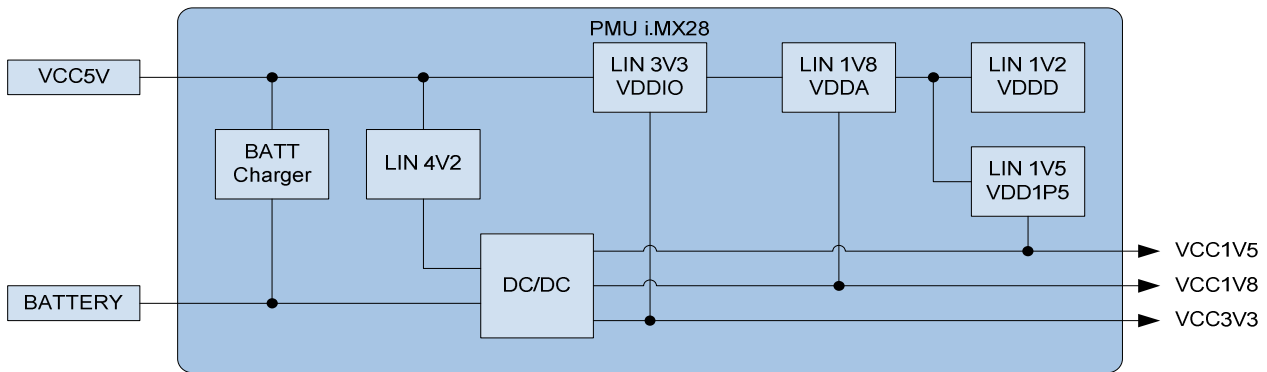 PMU i.MX28
VCC5V
LIN 3V3
VDDIO
LIN 1V8
VDDA
LIN 1V2
VDDD
BATT
Charger
LIN 4V2
LIN 1V5
VDD1P5
DC/DC
VCC1V5
VCC1V8
BATTERY
VCC3V3